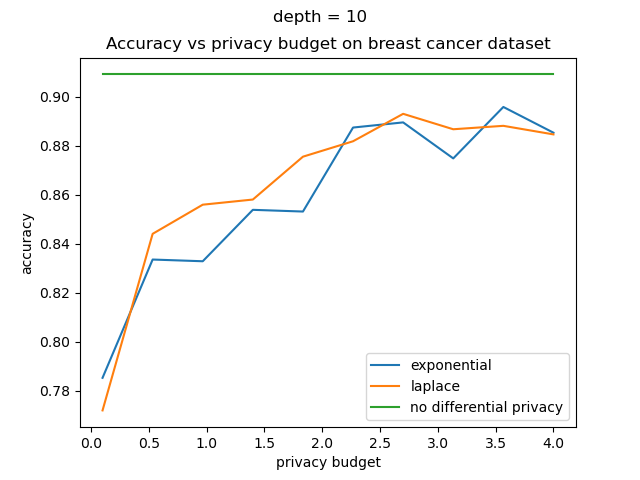 depth = 10
Accuracy vs privacy budget on breast cancer dataset
0.90
0.88
0.86
0.84
0.82
0.80
0.78
accuracy
exponential
laplace
no differential privacy
0.0 0.5 1.0 1.5 2.0 2.5 3.0 3.5 4.0
privacy budget